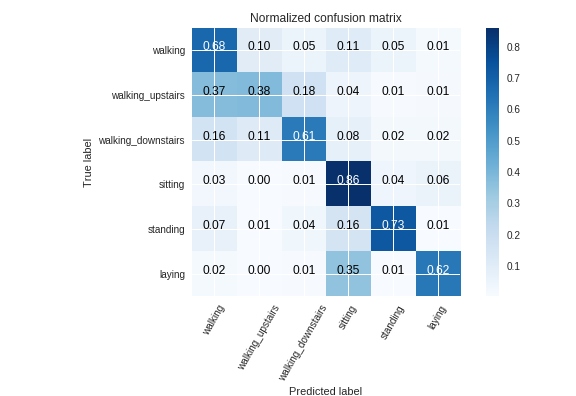 Normalized confusion matrix
True label
walking 0.68 0.10 0.05 0.11 0.05 0.01
walking_upstairs 0.37 0.38 0.18 0.04 0.01 0.01
walking_downstairs 0.16 0.11 0.61 0.08 0.02 0.02
sitting 0.03 0.00 0.01 0.86 0.04 0.06
standing 0.07 0.01 0.04 0.16 0.73 0.01
laying 0.02 0.00 0.01 0.35 0.01 0.62
walking walking_upstairs walking_downstairs sitting standing laying
Predicted label
0.8
0.7
0.6
0.5
0.4
0.3
0.2
0.1